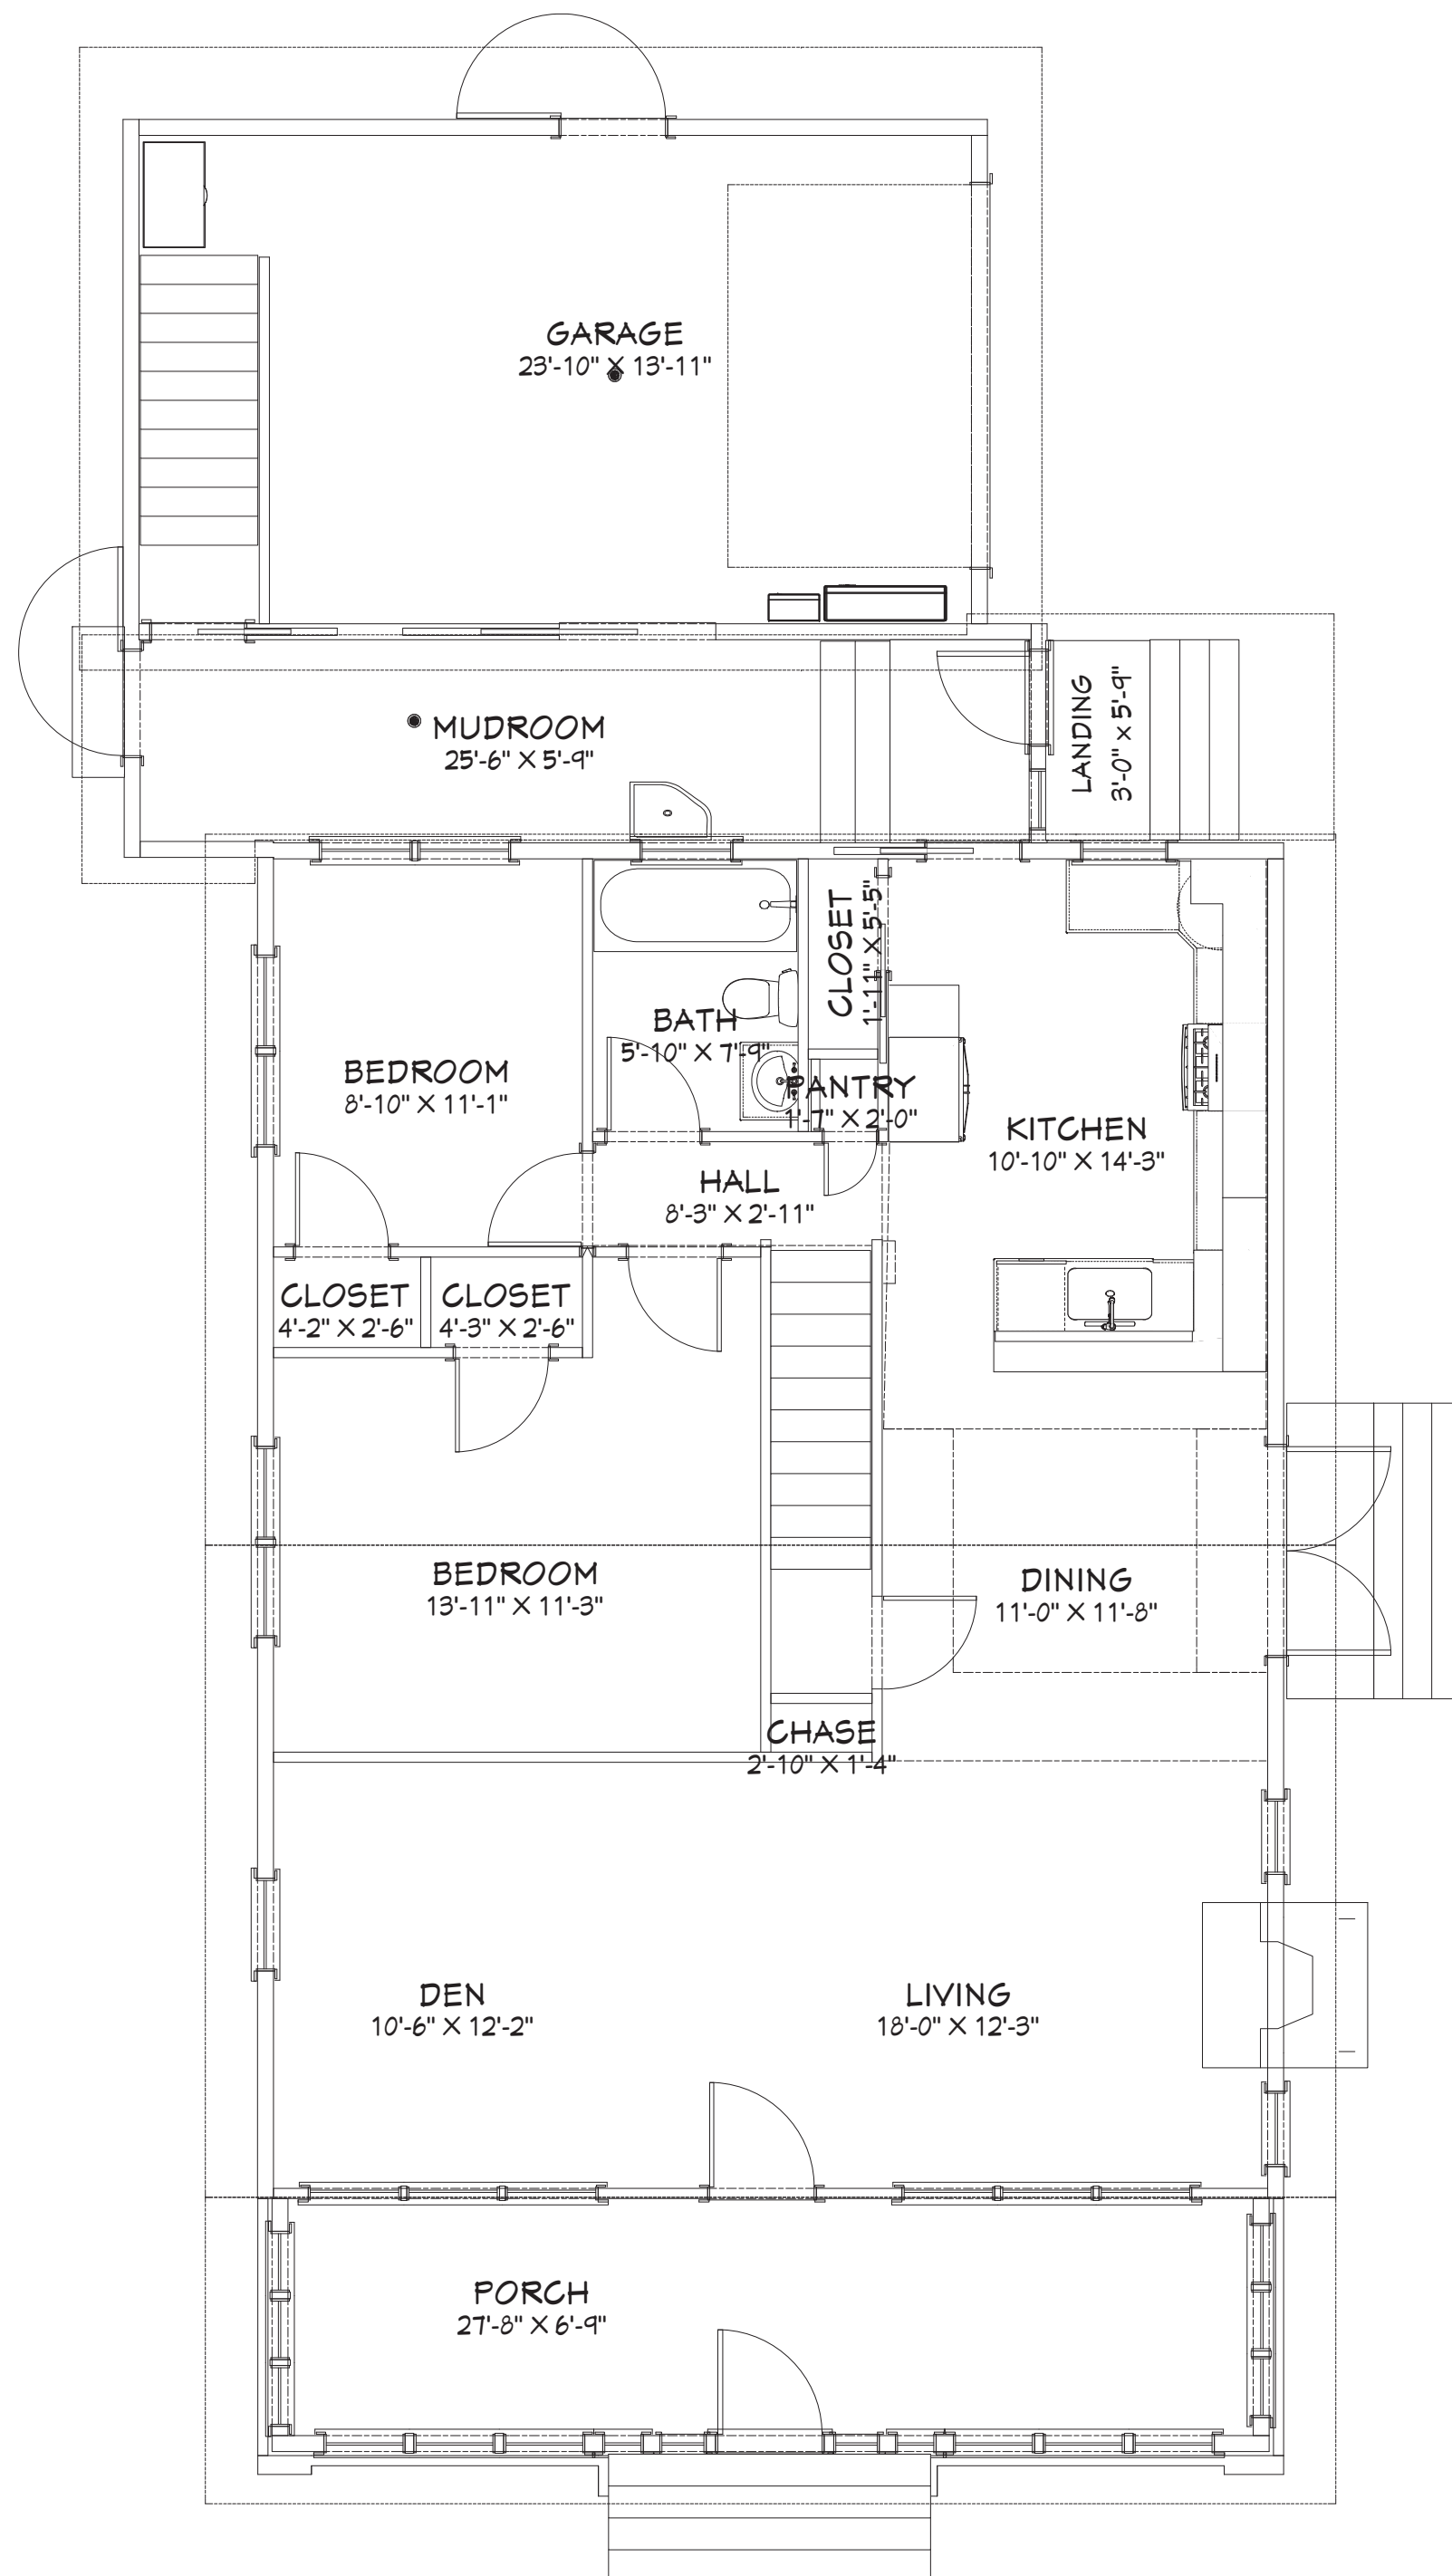 GARAGE
23'-10" X 13'-11"
MUDROOM
25'-6" X 5'-9"
LANDING
3'-0" X 5'-9"
CLOSET
1'-11" X 5'-5"
BATH
5'-10" X 7'-9"
BEDROOM
8'-10" X 11'-1"
PANTRY
1'-7" X 2'-0"
KITCHEN
10'-10" X 14'-3"
HALL
8'-3" X 2'-11"
CLOSET
4'-2" X 2'-6"
CLOSET
4'-3" X 2'-6"
BEDROOM
13'-11" X 11'-3"
DINING
11'-0" X 11'-8"
CHASE
2'-10" X 1'-4"
DEN
10'-6" X 12'-2"
LIVING
18'-0" X 12'-3"
PORCH
27'-8" X 6'-9"